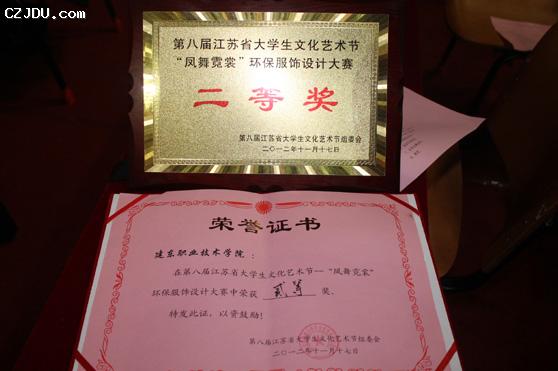 CZJDU.com
第八届江苏省大学生文化艺术节
“凤舞霓裳”环保服饰设计大赛
二等奖
第八届江苏省大学生文化艺术节组委会
二〇一二年十一月十七日
荣誉证书
建东职业技术学院：
在第八届江苏省大学生文化艺术节—“凤舞霓裳”
环保服饰设计大赛中荣获 贰等 奖，
特发此证，以资鼓励！
第八届江苏省大学生文化艺术节组委会
二〇一二年十一月十七日